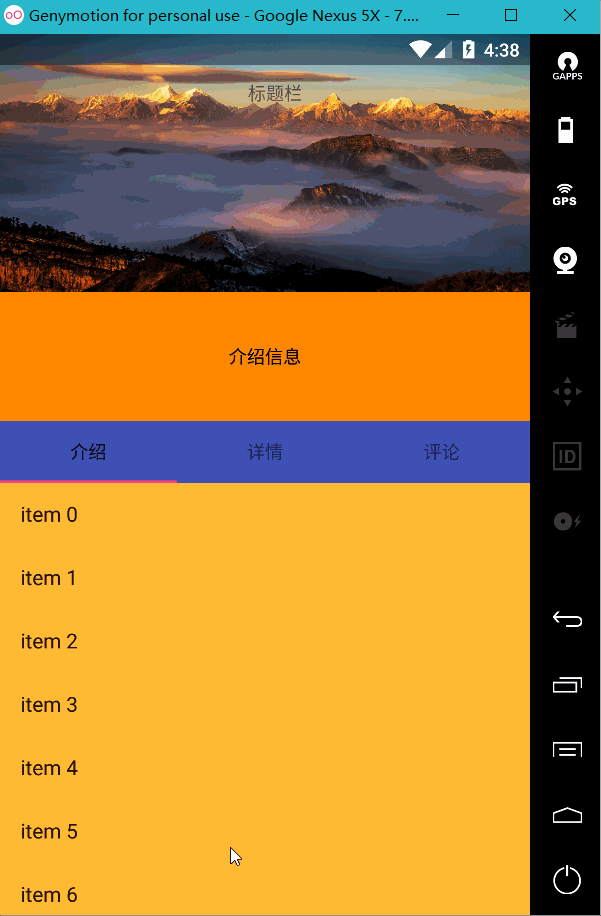 Genymotion for personal use - Google Nexus 5X - 7....
4:38
标题栏
介绍信息
介绍 详情 评论
item 0
item 1
item 2
item 3
item 4
item 5
item 6
GAPPS
GPS
ID